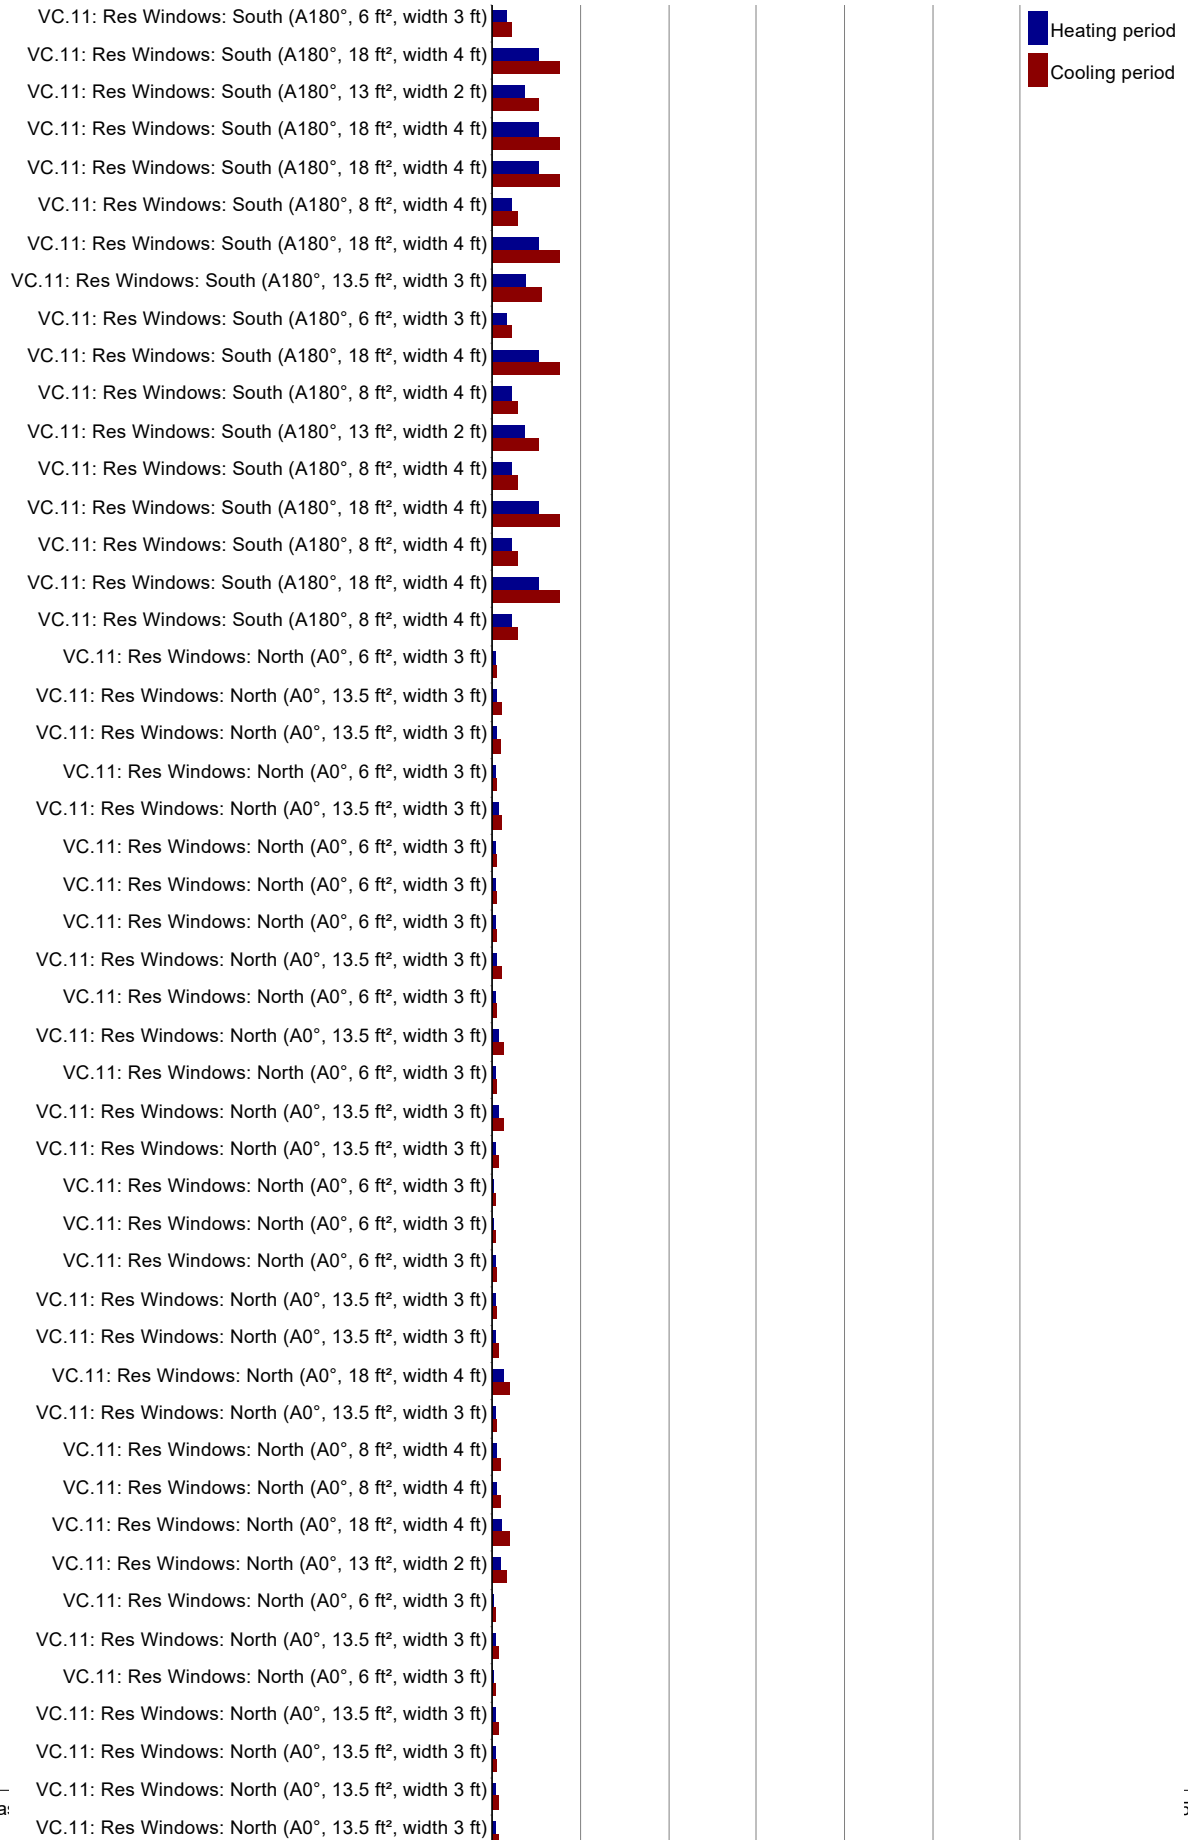 VC.11: Res Windows: South (A180°, 6 ft², width 3 ft)
VC.11: Res Windows: South (A180°, 18 ft², width 4 ft)
VC.11: Res Windows: South (A180°, 13 ft², width 2 ft)
VC.11: Res Windows: South (A180°, 18 ft², width 4 ft)
VC.11: Res Windows: South (A180°, 18 ft², width 4 ft)
VC.11: Res Windows: South (A180°, 8 ft², width 4 ft)
VC.11: Res Windows: South (A180°, 18 ft², width 4 ft)
VC.11: Res Windows: South (A180°, 13.5 ft², width 3 ft)
VC.11: Res Windows: South (A180°, 6 ft², width 3 ft)
VC.11: Res Windows: South (A180°, 18 ft², width 4 ft)
VC.11: Res Windows: South (A180°, 8 ft², width 4 ft)
VC.11: Res Windows: South (A180°, 13 ft², width 2 ft)
VC.11: Res Windows: South (A180°, 8 ft², width 4 ft)
VC.11: Res Windows: South (A180°, 18 ft², width 4 ft)
VC.11: Res Windows: South (A180°, 8 ft², width 4 ft)
VC.11: Res Windows: South (A180°, 18 ft², width 4 ft)
VC.11: Res Windows: South (A180°, 8 ft², width 4 ft)
VC.11: Res Windows: North (A0°, 6 ft², width 3 ft)
VC.11: Res Windows: North (A0°, 13.5 ft², width 3 ft)
VC.11: Res Windows: North (A0°, 13.5 ft², width 3 ft)
VC.11: Res Windows: North (A0°, 6 ft², width 3 ft)
VC.11: Res Windows: North (A0°, 13.5 ft², width 3 ft)
VC.11: Res Windows: North (A0°, 6 ft², width 3 ft)
VC.11: Res Windows: North (A0°, 6 ft², width 3 ft)
VC.11: Res Windows: North (A0°, 6 ft², width 3 ft)
VC.11: Res Windows: North (A0°, 13.5 ft², width 3 ft)
VC.11: Res Windows: North (A0°, 6 ft², width 3 ft)
VC.11: Res Windows: North (A0°, 13.5 ft², width 3 ft)
VC.11: Res Windows: North (A0°, 6 ft², width 3 ft)
VC.11: Res Windows: North (A0°, 13.5 ft², width 3 ft)
VC.11: Res Windows: North (A0°, 13.5 ft², width 3 ft)
VC.11: Res Windows: North (A0°, 6 ft², width 3 ft)
VC.11: Res Windows: North (A0°, 6 ft², width 3 ft)
VC.11: Res Windows: North (A0°, 6 ft², width 3 ft)
VC.11: Res Windows: North (A0°, 13.5 ft², width 3 ft)
VC.11: Res Windows: North (A0°, 13.5 ft², width 3 ft)
VC.11: Res Windows: North (A0°, 18 ft², width 4 ft)
VC.11: Res Windows: North (A0°, 13.5 ft², width 3 ft)
VC.11: Res Windows: North (A0°, 8 ft², width 4 ft)
VC.11: Res Windows: North (A0°, 8 ft², width 4 ft)
VC.11: Res Windows: North (A0°, 18 ft², width 4 ft)
VC.11: Res Windows: North (A0°, 13 ft², width 2 ft)
VC.11: Res Windows: North (A0°, 6 ft², width 3 ft)
VC.11: Res Windows: North (A0°, 13.5 ft², width 3 ft)
VC.11: Res Windows: North (A0°, 6 ft², width 3 ft)
VC.11: Res Windows: North (A0°, 13.5 ft², width 3 ft)
VC.11: Res Windows: North (A0°, 13.5 ft², width 3 ft)
VC.11: Res Windows: North (A0°, 13.5 ft², width 3 ft)
VC.11: Res Windows: North (A0°, 13.5 ft², width 3 ft)
Heating period
Cooling period